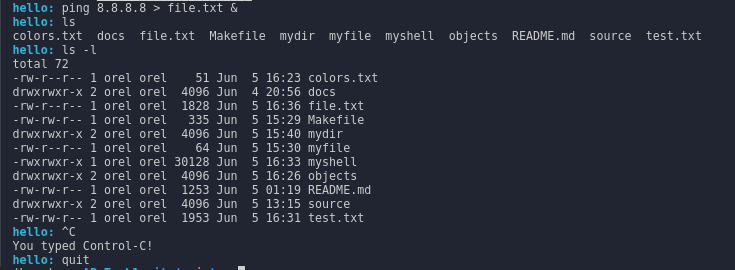 hello: ping 8.8.8.8 > file.txt &
hello: ls
colors.txt  docs  file.txt  Makefile  mydir  myfile  myshell  objects  README.md  source  test.txt
hello: ls -l
total 72
-rw-r--r-- 1 orel orel    51 Jun  5 16:23 colors.txt
drwxrwxr-x 2 orel orel  4096 Jun  4 20:56 docs
-rw-r--r-- 1 orel orel  1828 Jun  5 16:36 file.txt
-rw-rw-r-- 1 orel orel   335 Jun  5 15:29 Makefile
drwxrwxr-x 2 orel orel  4096 Jun  5 15:40 mydir
-rw-rw-r-- 1 orel orel    64 Jun  5 15:30 myfile
-rwxrwxr-x 1 orel orel 30128 Jun  5 16:33 myshell
drwxrwxr-x 2 orel orel  4096 Jun  5 16:26 objects
-rw-rw-r-- 1 orel orel  1253 Jun  5 01:19 README.md
drwxrwxr-x 2 orel orel  4096 Jun  5 13:15 source
-rw-rw-r-- 1 orel orel  1953 Jun  5 16:31 test.txt
hello: ^C
You typed Control-C!
hello: quit